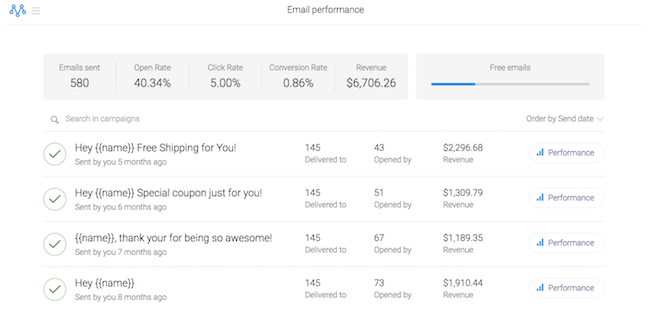 Email performance
Emails sent Open Rate Click Rate Conversion Rate Revenue Free emails
580 40.34% 5.00% 0.86% $6,706.26
Search in campaigns Order by Send date
Hey {{name}} Free Shipping for You! 145 43 $2,296.68 Performance
Sent by you 5 months ago Delivered to Opened by Revenue
Hey {{name}} Special coupon just for you! 145 51 $1,309.79 Performance
Sent by you 6 months ago Delivered to Opened by Revenue
{{name}}, thank your for being so awesome! 145 67 $1,189.35 Performance
Sent by you 7 months ago Delivered to Opened by Revenue
Hey {{name}} 145 73 $1,910.44 Performance
Sent by you 8 months ago Delivered to Opened by Revenue